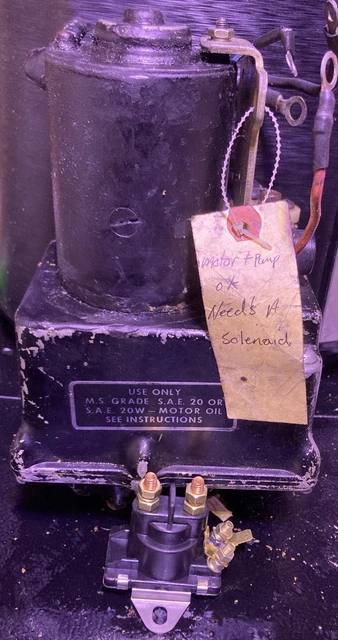 Motor + Pump
ok
Needs A
Solenoid
USE ONLY
M.S. GRADE S.A.E. 20 OR
S.A.E. 20W — MOTOR OIL
SEE INSTRUCTIONS